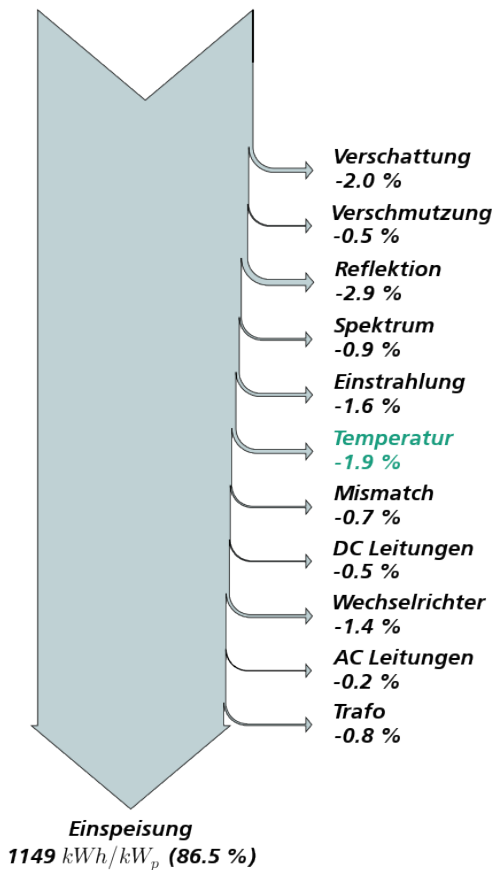 Verschattung
-2.0 %
Verschmutzung
-0.5 %
Reflektion
-2.9 %
Spektrum
-0.9 %
Einstrahlung
-1.6 %
Temperatur
-1.9 %
Mismatch
-0.7 %
DC Leitungen
-0.5 %
Wechselrichter
-1.4 %
AC Leitungen
-0.2 %
Trafo
-0.8 %
Einspeisung
1149 kWh/kWₚ (86.5 %)